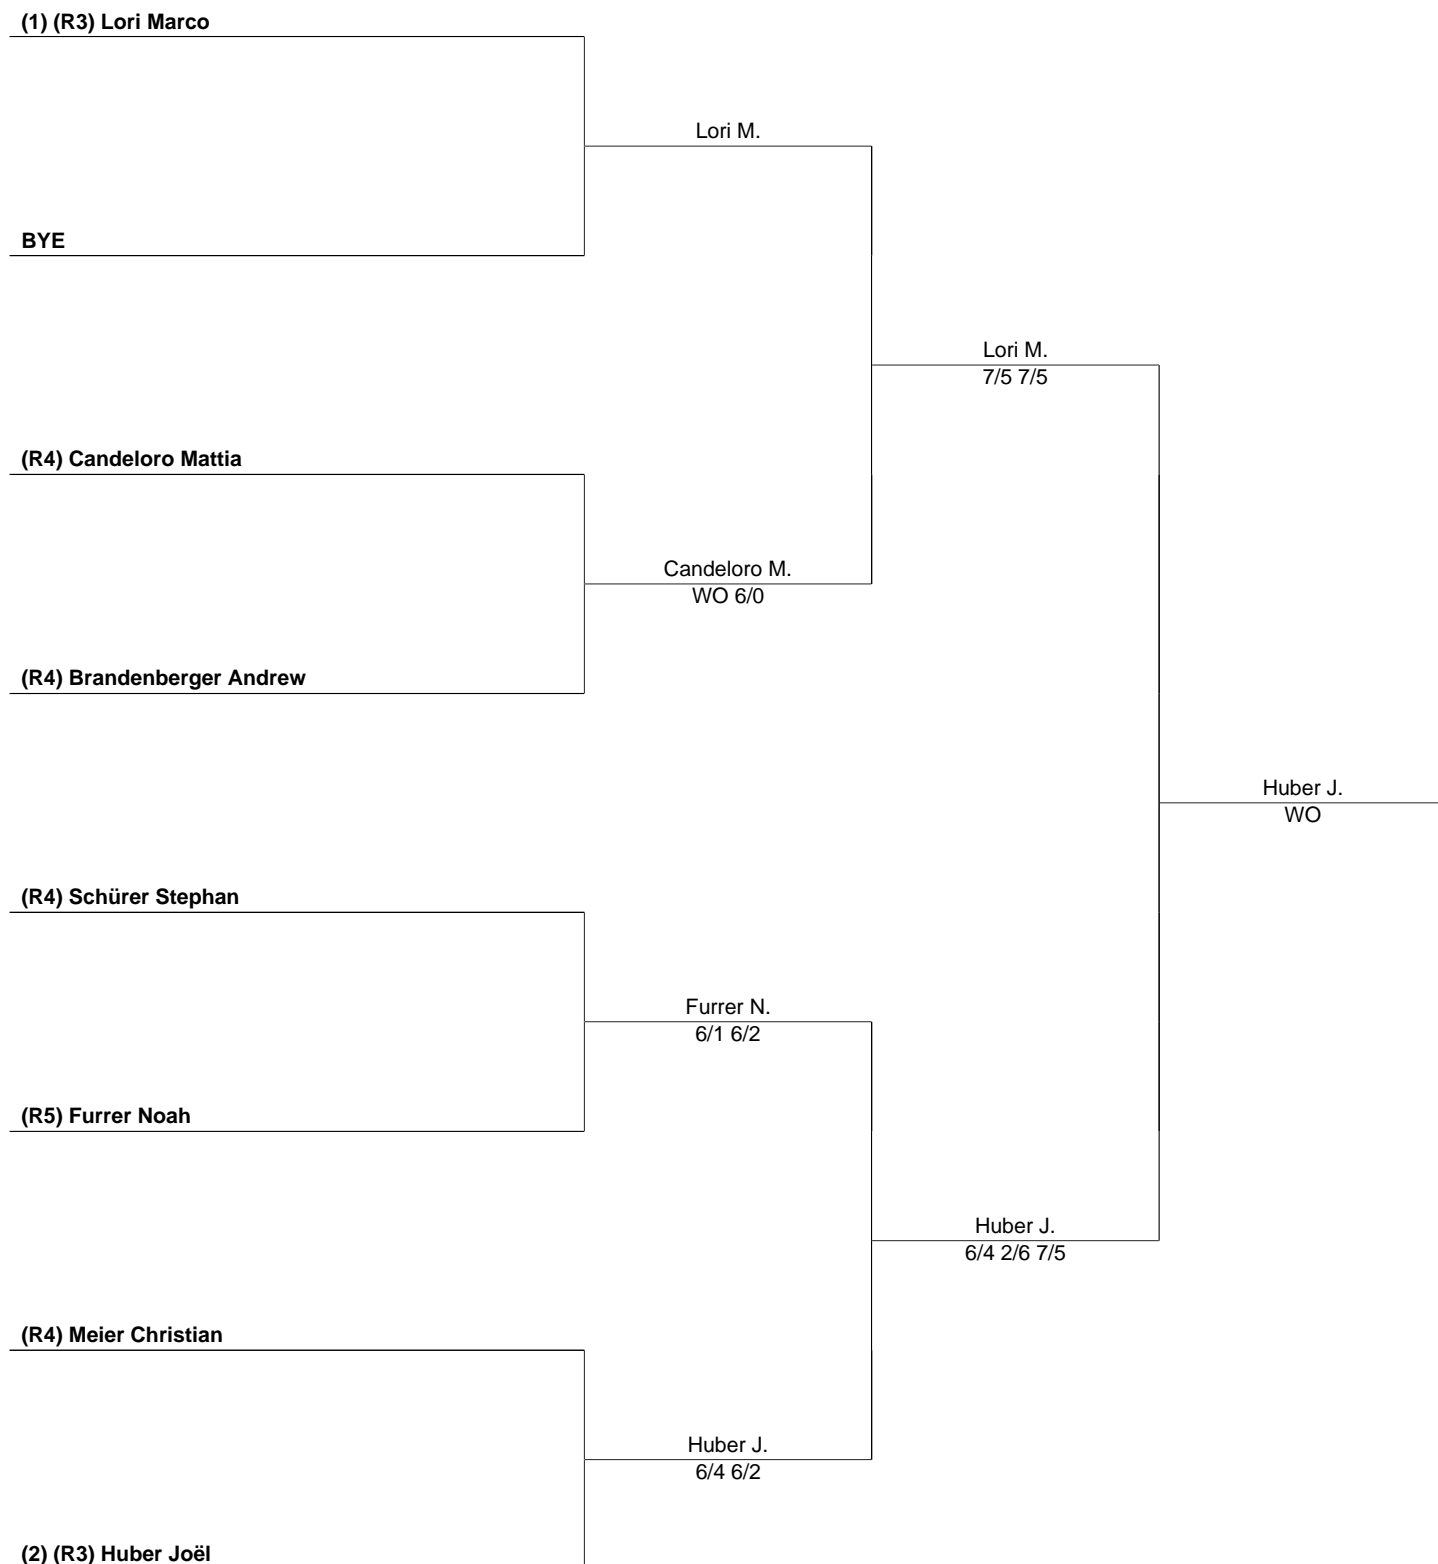 (1) (R3) Lori Marco
Lori M.
BYE
Lori M.
7/5 7/5
(R4) Candeloro Mattia
Candeloro M.
WO 6/0
(R4) Brandenberger Andrew
Huber J.
WO
(R4) Schürer Stephan
Furrer N.
6/1 6/2
(R5) Furrer Noah
Huber J.
6/4 2/6 7/5
(R4) Meier Christian
Huber J.
6/4 6/2
(2) (R3) Huber Joël